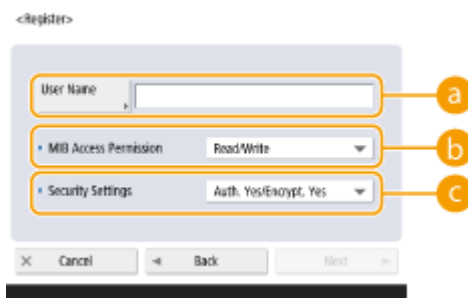 <Register>
User Name
a
MIB Access Permission
Read/Write
b
Security Settings
Auth. Yes/Encrypt. Yes
c
Cancel
Back
Next